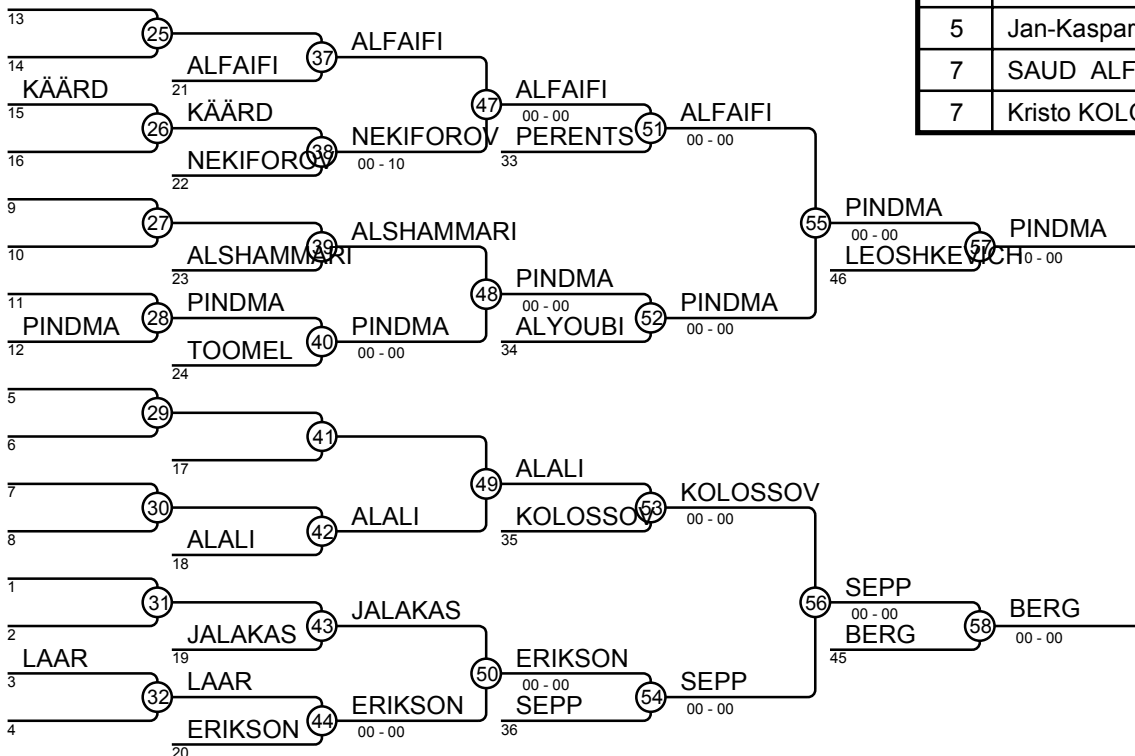 5 Jan-Kaspar
7 SAUD ALF
7 Kristo KOLO
13
25
14
ALFAIFI
21
37
ALFAIFI
KÄÄRD
15
26
16
KÄÄRD
NEKIFOROV
22
38
NEKIFOROV
00 - 10
47
ALFAIFI
00 - 00
PERENTS
33
51
ALFAIFI
00 - 00
9
27
10
ALSHAMMARI
23
39
ALSHAMMARI
11
28
PINDMA
12
PINDMA
TOOMEL
24
40
PINDMA
00 - 00
48
PINDMA
00 - 00
ALYOUBI
34
52
PINDMA
00 - 00
55
PINDMA
00 - 00
LEOSHKEVICH
46
57
PINDMA
0 - 00
5
29
6
17
41
7
30
8
ALALI
18
42
ALALI
49
ALALI
KOLOSSOV
35
53
KOLOSSOV
00 - 00
1
31
2
JALAKAS
19
43
JALAKAS
LAAR
3
32
4
LAAR
ERIKSON
20
44
ERIKSON
00 - 00
50
ERIKSON
00 - 00
SEPP
36
54
SEPP
00 - 00
56
SEPP
00 - 00
BERG
45
58
BERG
00 - 00